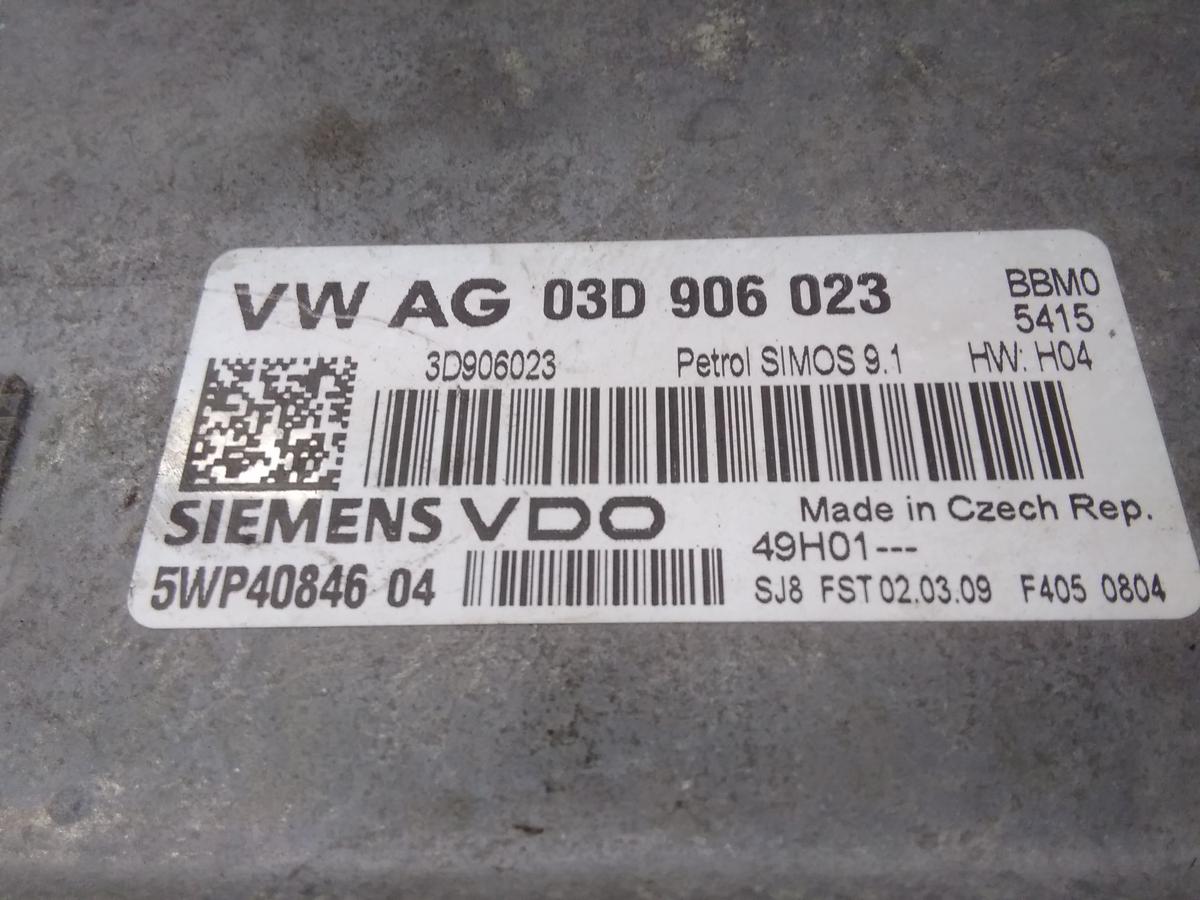 VW AG 03D 906 023
BBM0
5415
3D906023 Petrol SIMOS 9.1 HW: H04
SIEMENS VDO Made in Czech Rep.
49H01---
5WP40846 04 SJ8 FST 02.03.09 F405 0804